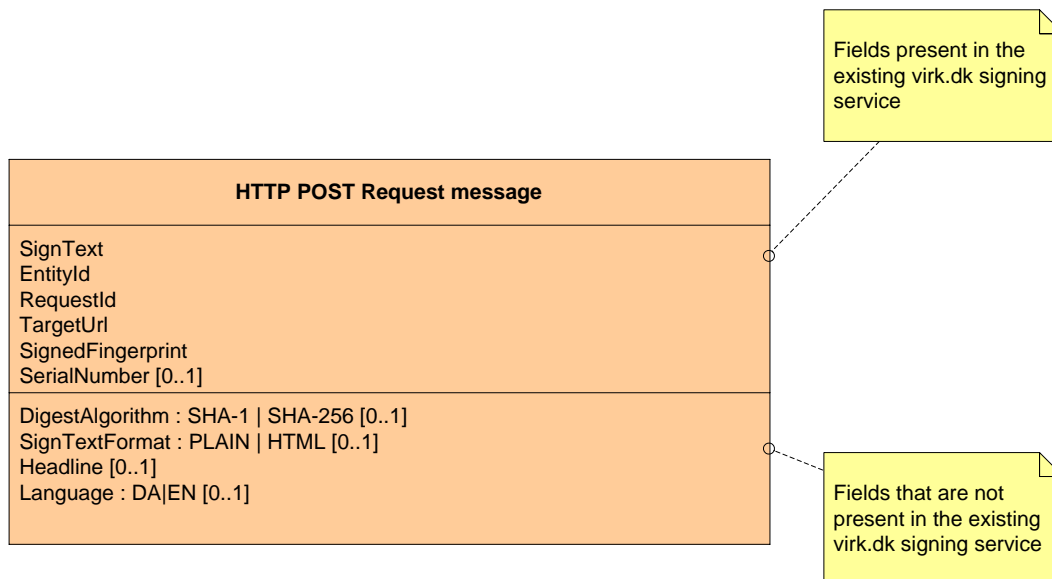 Fields present in the
existing virk.dk signing
service
HTTP POST Request message
SignText
EntityId
RequestId
TargetUrl
SignedFingerprint
SerialNumber [0..1]
DigestAlgorithm : SHA-1 | SHA-256 [0..1]
SignTextFormat : PLAIN | HTML [0..1]
Headline [0..1]
Language : DA|EN [0..1]
Fields that are not
present in the existing
virk.dk signing service